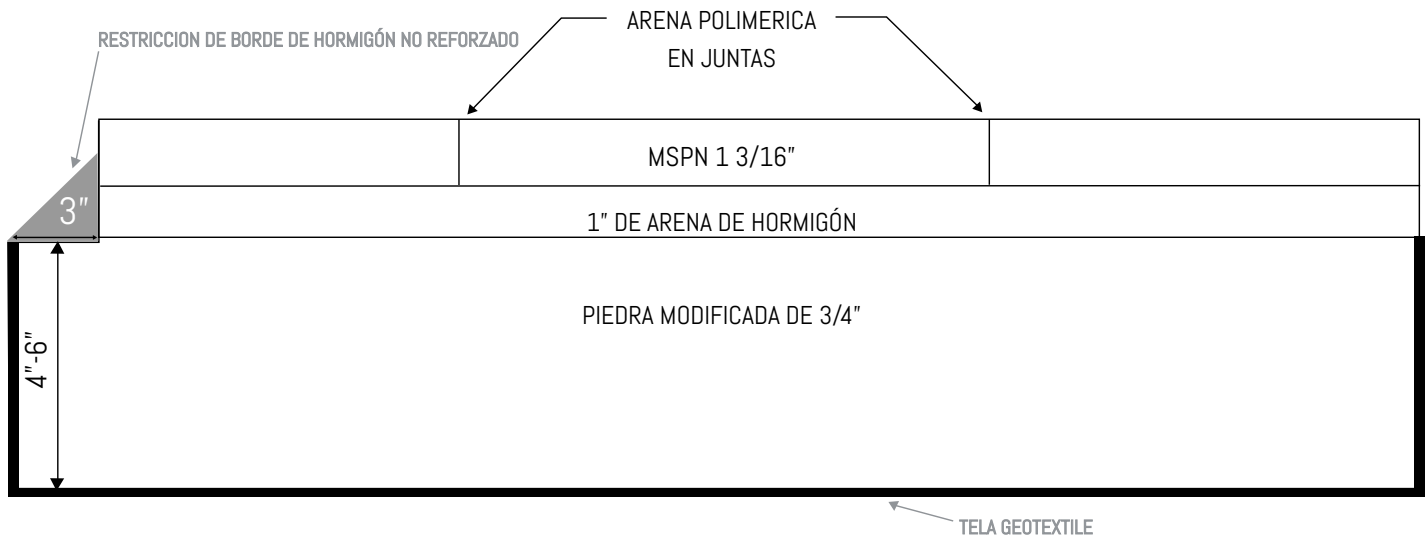 ARENA POLIMERICA
EN JUNTAS
RESTRICCION DE BORDE DE HORMIGÓN NO REFORZADO
MSPN 1 3/16"
3"
1" DE ARENA DE HORMIGÓN
PIEDRA MODIFICADA DE 3/4"
4"-6"
TELA GEOTEXTILE